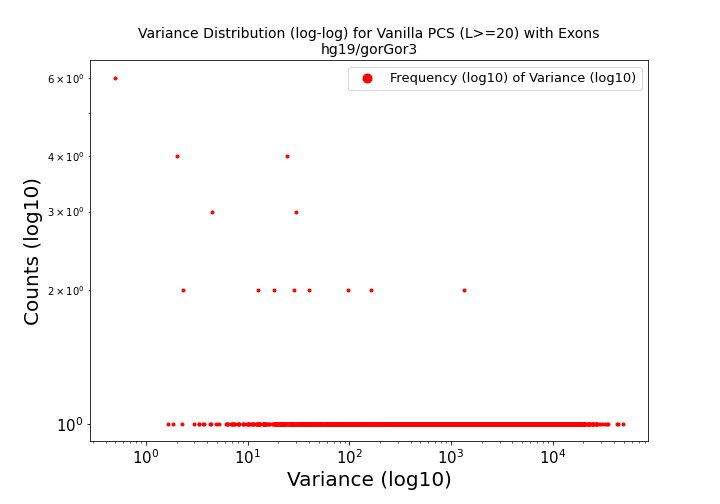 Variance Distribution (log-log) for Vanilla PCS (L>=20) with Exons
hg19/gorGor3
Frequency (log10) of Variance (log10)
Counts (log10)
6 × 10⁰
4 × 10⁰
3 × 10⁰
2 × 10⁰
10⁰
10⁰ 10¹ 10² 10³ 10⁴
Variance (log10)